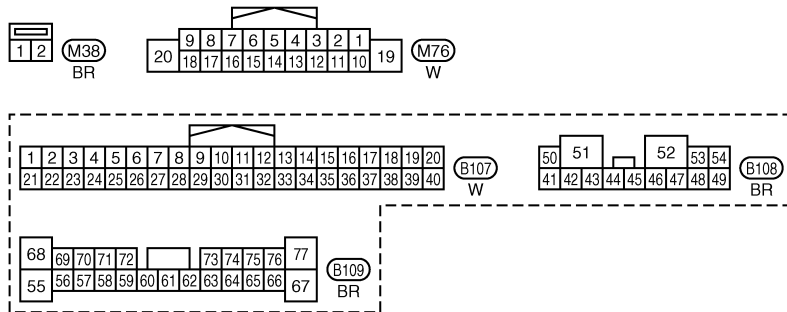 1 2 M38
BR
20 9 8 7 6 5 4 3 2 1 19 M76
18 17 16 15 14 13 12 11 10
W
1 2 3 4 5 6 7 8 9 10 11 12 13 14 15 16 17 18 19 20 B107
21 22 23 24 25 26 27 28 29 30 31 32 33 34 35 36 37 38 39 40
W
50 51 52 53 54 B108
41 42 43 44 45 46 47 48 49
BR
68 69 70 71 72 73 74 75 76 77 B109
55 56 57 58 59 60 61 62 63 64 65 66 67
BR